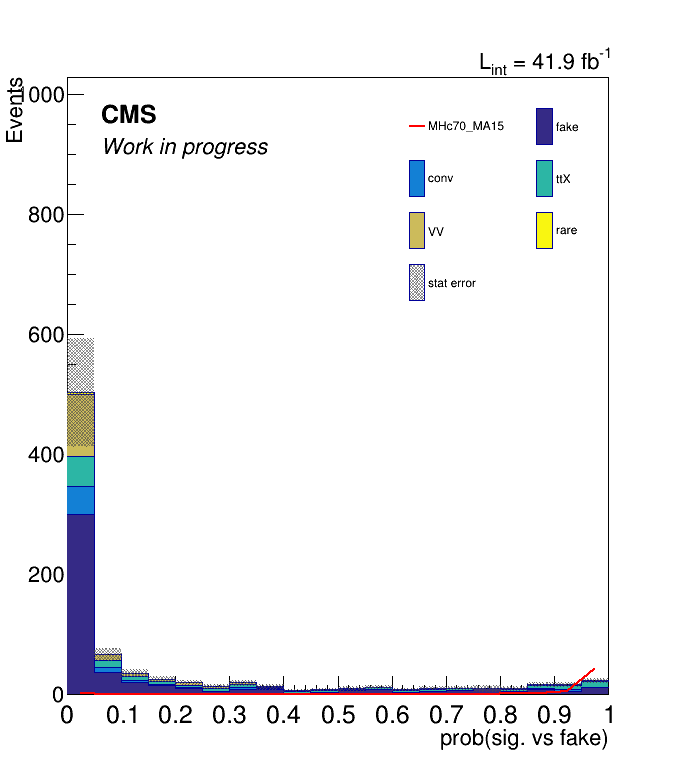 L_int = 41.9 fb^-1
Events
CMS
Work in progress
MHc70_MA15
fake
conv
ttX
VV
rare
stat error
1000
800
600
400
200
0
0 0.1 0.2 0.3 0.4 0.5 0.6 0.7 0.8 0.9 1
prob(sig. vs fake)